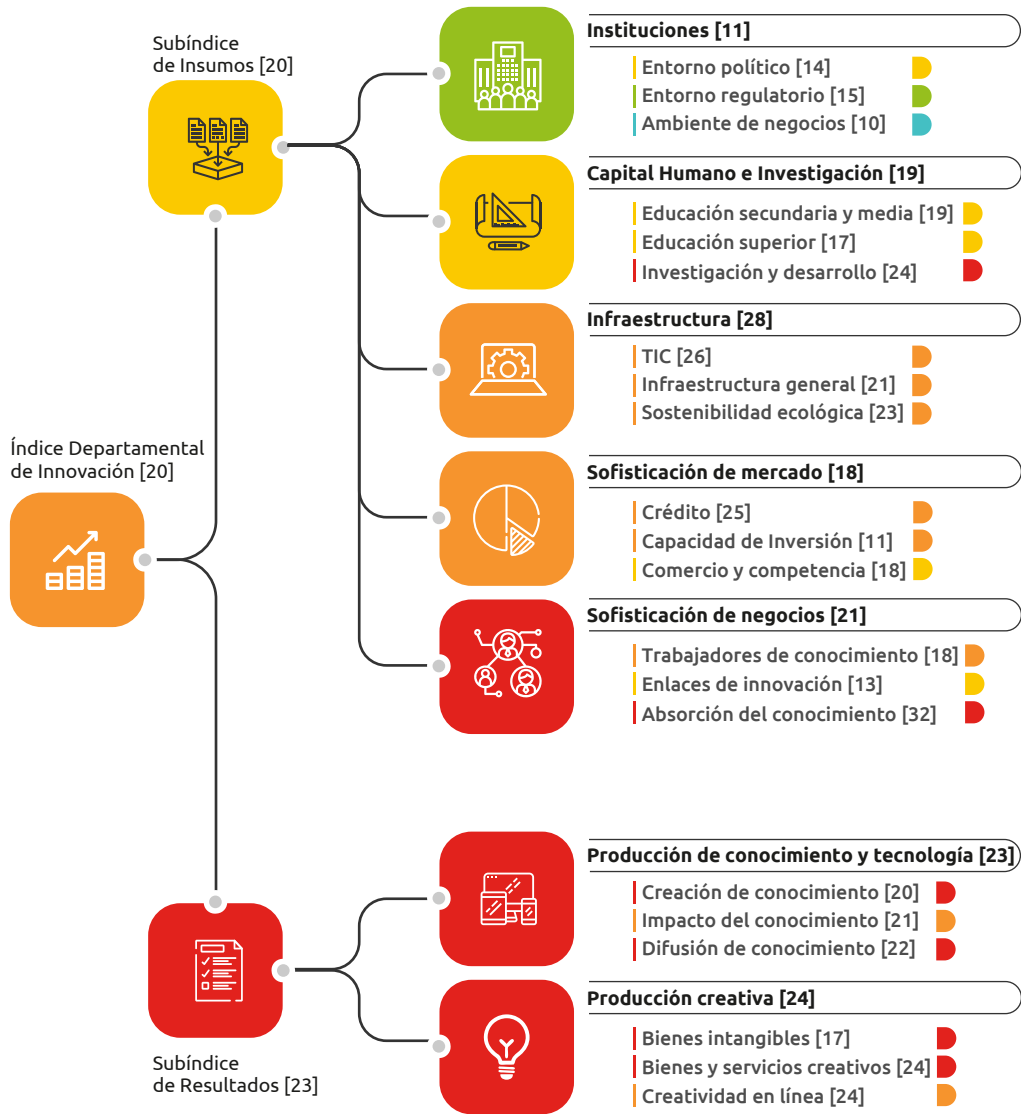 Subíndice
de Insumos [20]
Instituciones [11]
Entorno político [14]
Entorno regulatorio [15]
Ambiente de negocios [10]
Capital Humano e Investigación [19]
Educación secundaria y media [19]
Educación superior [17]
Investigación y desarrollo [24]
Infraestructura [28]
TIC [26]
Infraestructura general [21]
Sostenibilidad ecológica [23]
Índice Departamental
de Innovación [20]
Sofisticación de mercado [18]
Crédito [25]
Capacidad de Inversión [11]
Comercio y competencia [18]
Sofisticación de negocios [21]
Trabajadores de conocimiento [18]
Enlaces de innovación [13]
Absorción del conocimiento [32]
Producción de conocimiento y tecnología [23]
Creación de conocimiento [20]
Impacto del conocimiento [21]
Difusión de conocimiento [22]
Producción creativa [24]
Bienes intangibles [17]
Bienes y servicios creativos [24]
Creatividad en línea [24]
Subíndice
de Resultados [23]